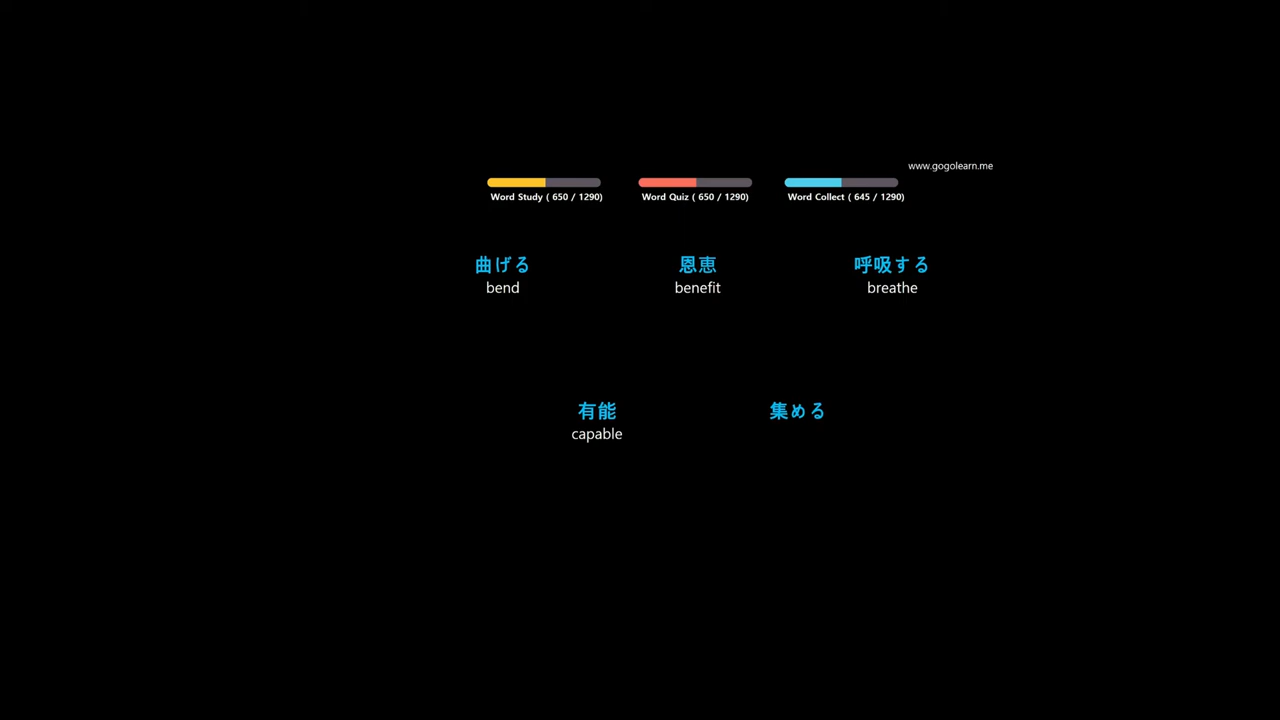 www.gogolearn.me
Word Study ( 650 / 1290)
Word Quiz ( 650 / 1290)
Word Collect ( 645 / 1290)
曲げる
bend
恩恵
benefit
呼吸する
breathe
有能
capable
集める